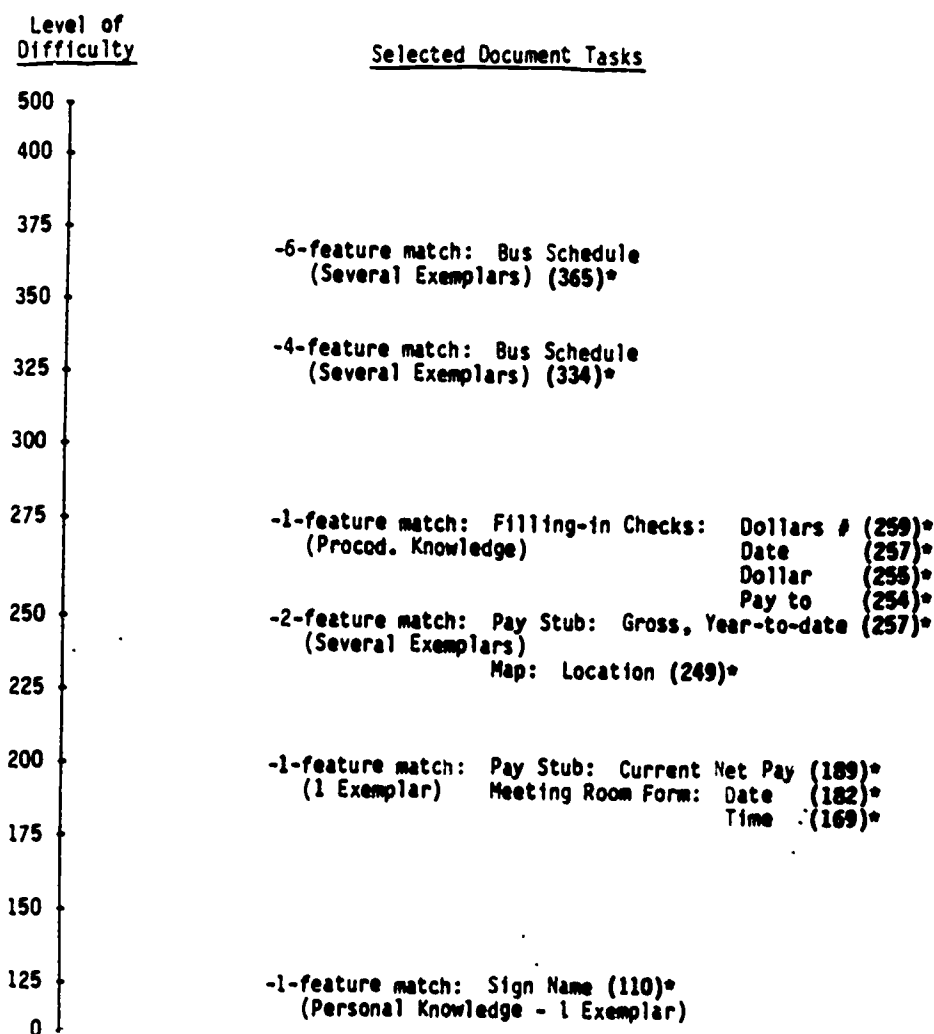 Level of
Difficulty
Selected Document Tasks
500
400
375
-6-feature match: Bus Schedule
(Several Exemplars) (365)*
350
-4-feature match: Bus Schedule
325
(Several Exemplars) (334)*
300
275
-1-feature match: Filling-in Checks: Dollars # (259)*
(Proced. Knowledge) Date (257)*
Dollar (255)*
Pay to (254)*
250
-2-feature match: Pay Stub: Gross, Year-to-date (257)*
(Several Exemplars)
Map: Location (249)*
225
200
-1-feature match: Pay Stub: Current Net Pay (189)*
(1 Exemplar) Meeting Room Form: Date (182)*
Time (169)*
175
150
125
-1-feature match: Sign Name (110)*
(Personal Knowledge - 1 Exemplar)
0